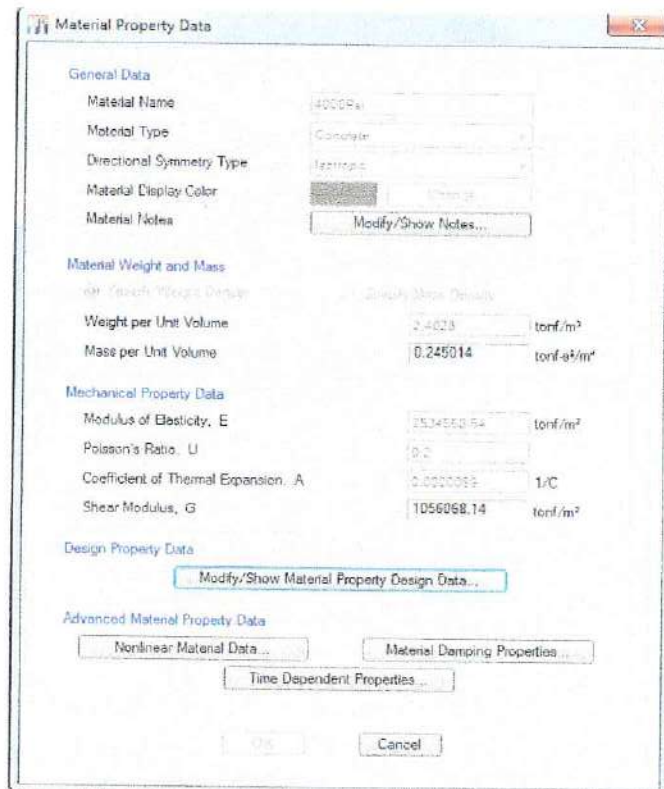 Material Property Data
General Data
Material Name 4000Psi
Material Type Concrete
Directional Symmetry Type Isotropic
Material Display Color Change...
Material Notes Modify/Show Notes...
Material Weight and Mass
Specify Weight Density Specify Mass Density
Weight per Unit Volume 2.4028 tonf/m³
Mass per Unit Volume 0.245014 tonf-s²/m⁴
Mechanical Property Data
Modulus of Elasticity, E tonf/m²
Poisson's Ratio, U 0.2
Coefficient of Thermal Expansion, A 0.0000099 1/C
Shear Modulus, G 1056068.14 tonf/m²
Design Property Data
Modify/Show Material Property Design Data...
Advanced Material Property Data
Nonlinear Material Data... Material Damping Properties...
Time Dependent Properties...
OK Cancel